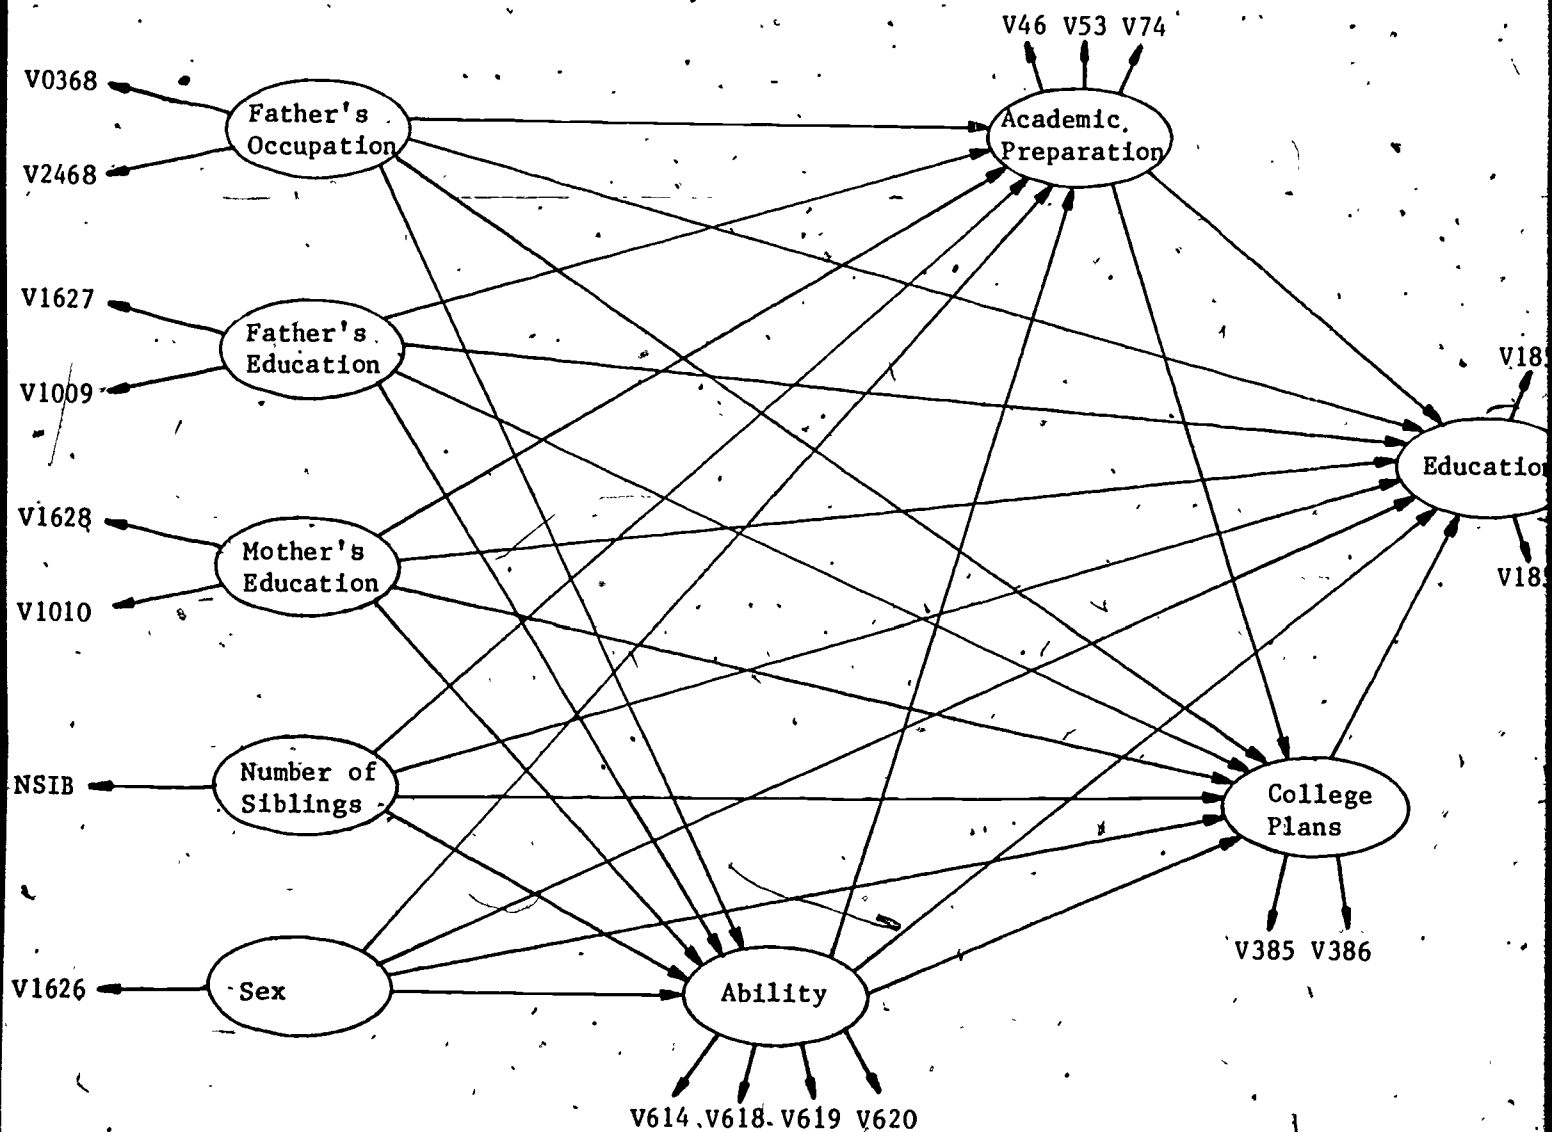 V46 V53 V74
V0368
Father's
Occupation
V2468
Academic
Preparation
V1627
Father's
Education
V1009
V1628
Mother's
Education
V1010
NSIB
Number of
Siblings
V1626
Sex
Ability
V614 V618 V619 V620
College
Plans
V385 V386